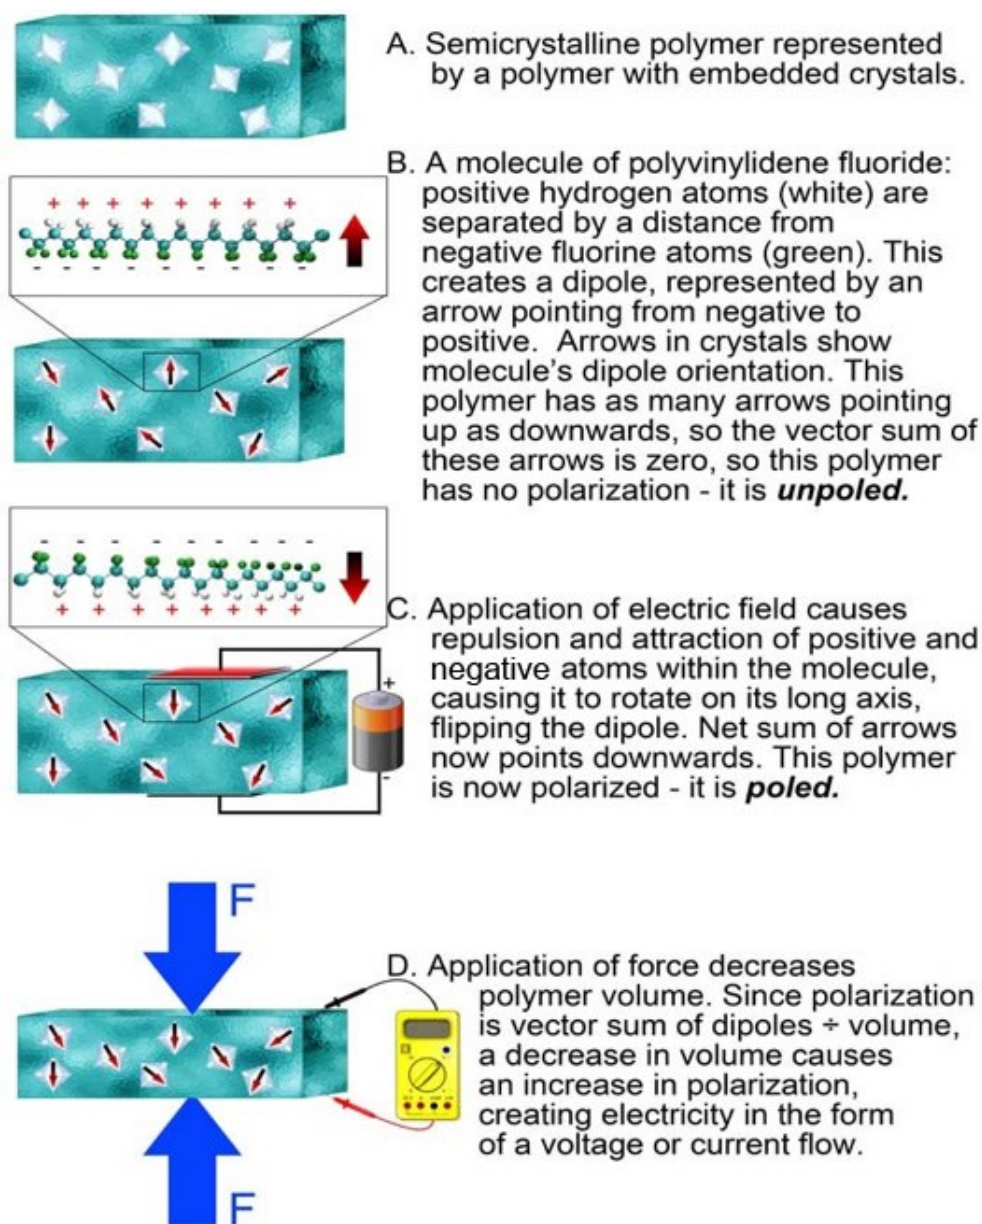 A. Semicrystalline polymer represented
by a polymer with embedded crystals.
B. A molecule of polyvinylidene fluoride:
positive hydrogen atoms (white) are
separated by a distance from
negative fluorine atoms (green). This
creates a dipole, represented by an
arrow pointing from negative to
positive. Arrows in crystals show
molecule's dipole orientation. This
polymer has as many arrows pointing
up as downwards, so the vector sum of
these arrows is zero, so this polymer
has no polarization - it is unpoled.
+ + + + + + + +
- - - - - - - - -
- - - - - - - - -
+ + + + + + + +
C. Application of electric field causes
repulsion and attraction of positive and
negative atoms within the molecule,
causing it to rotate on its long axis,
flipping the dipole. Net sum of arrows
now points downwards. This polymer
is now polarized - it is poled.
+
-
F
D. Application of force decreases
polymer volume. Since polarization
is vector sum of dipoles ÷ volume,
a decrease in volume causes
an increase in polarization,
creating electricity in the form
of a voltage or current flow.
F